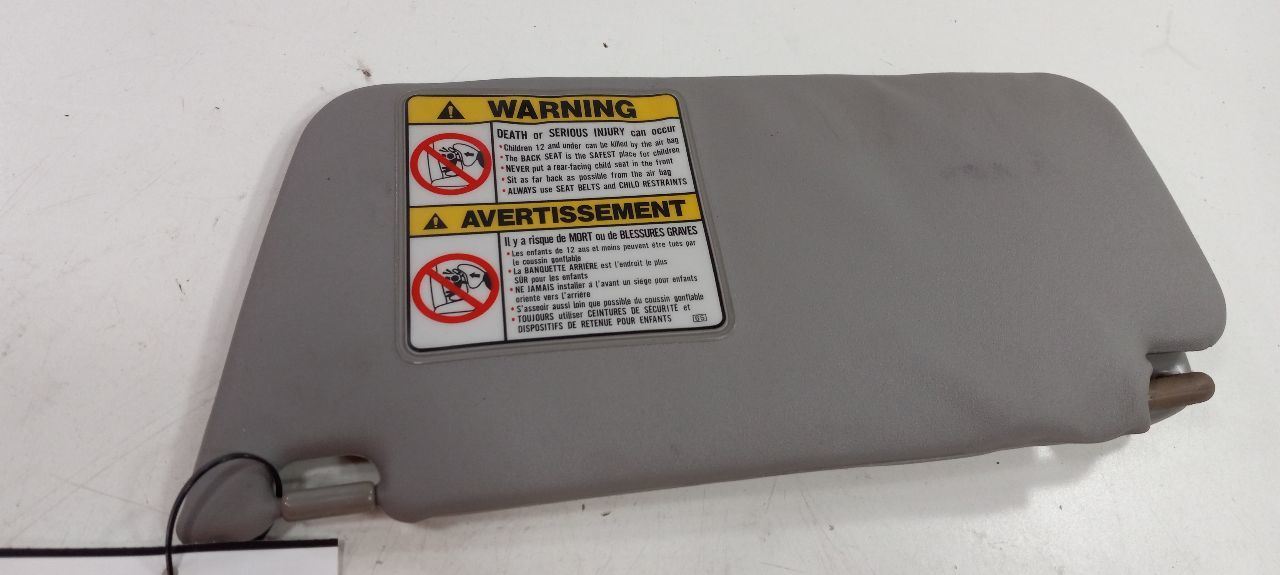 WARNING
DEATH or SERIOUS INJURY can occur
•Children 12 and under can be killed by the air bag
•The BACK SEAT is the SAFEST place for children
•NEVER put a rear-facing child seat in the front
•Sit as far back as possible from the air bag
•ALWAYS use SEAT BELTS and CHILD RESTRAINTS
AVERTISSEMENT
Il y a risque de MORT ou de BLESSURES GRAVES
•Les enfants de 12 ans et moins peuvent être tués par
le coussin gonflable
•La BANQUETTE ARRIÈRE est l'endroit le plus
SÛR pour les enfants
•NE JAMAIS installer à l'avant un siège pour enfants
orienté vers l'arrière
•S'asseoir aussi loin que possible du coussin gonflable
•TOUJOURS utiliser CEINTURES DE SÉCURITÉ et
DISPOSITIFS DE RETENUE POUR ENFANTS